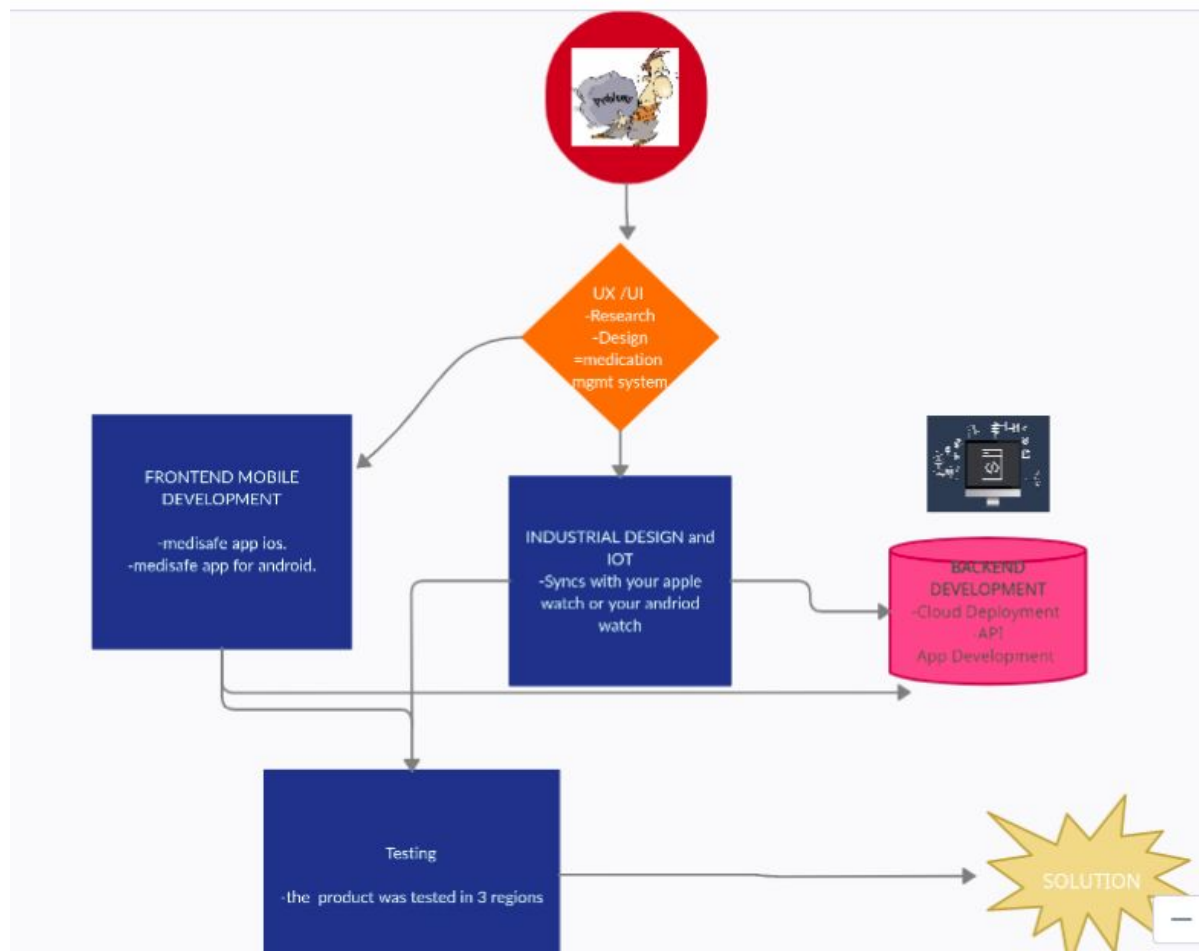 Problems
UX /UI
-Research
-Design
=medication
mgmt system
FRONTEND MOBILE
DEVELOPMENT
-medisafe app ios.
-medisafe app for android.
INDUSTRIAL DESIGN and
IOT
-Syncs with your apple
watch or your andriod
watch
BACKEND
DEVELOPMENT
-Cloud Deployment
-API
App Development
Testing
-the product was tested in 3 regions
SOLUTION